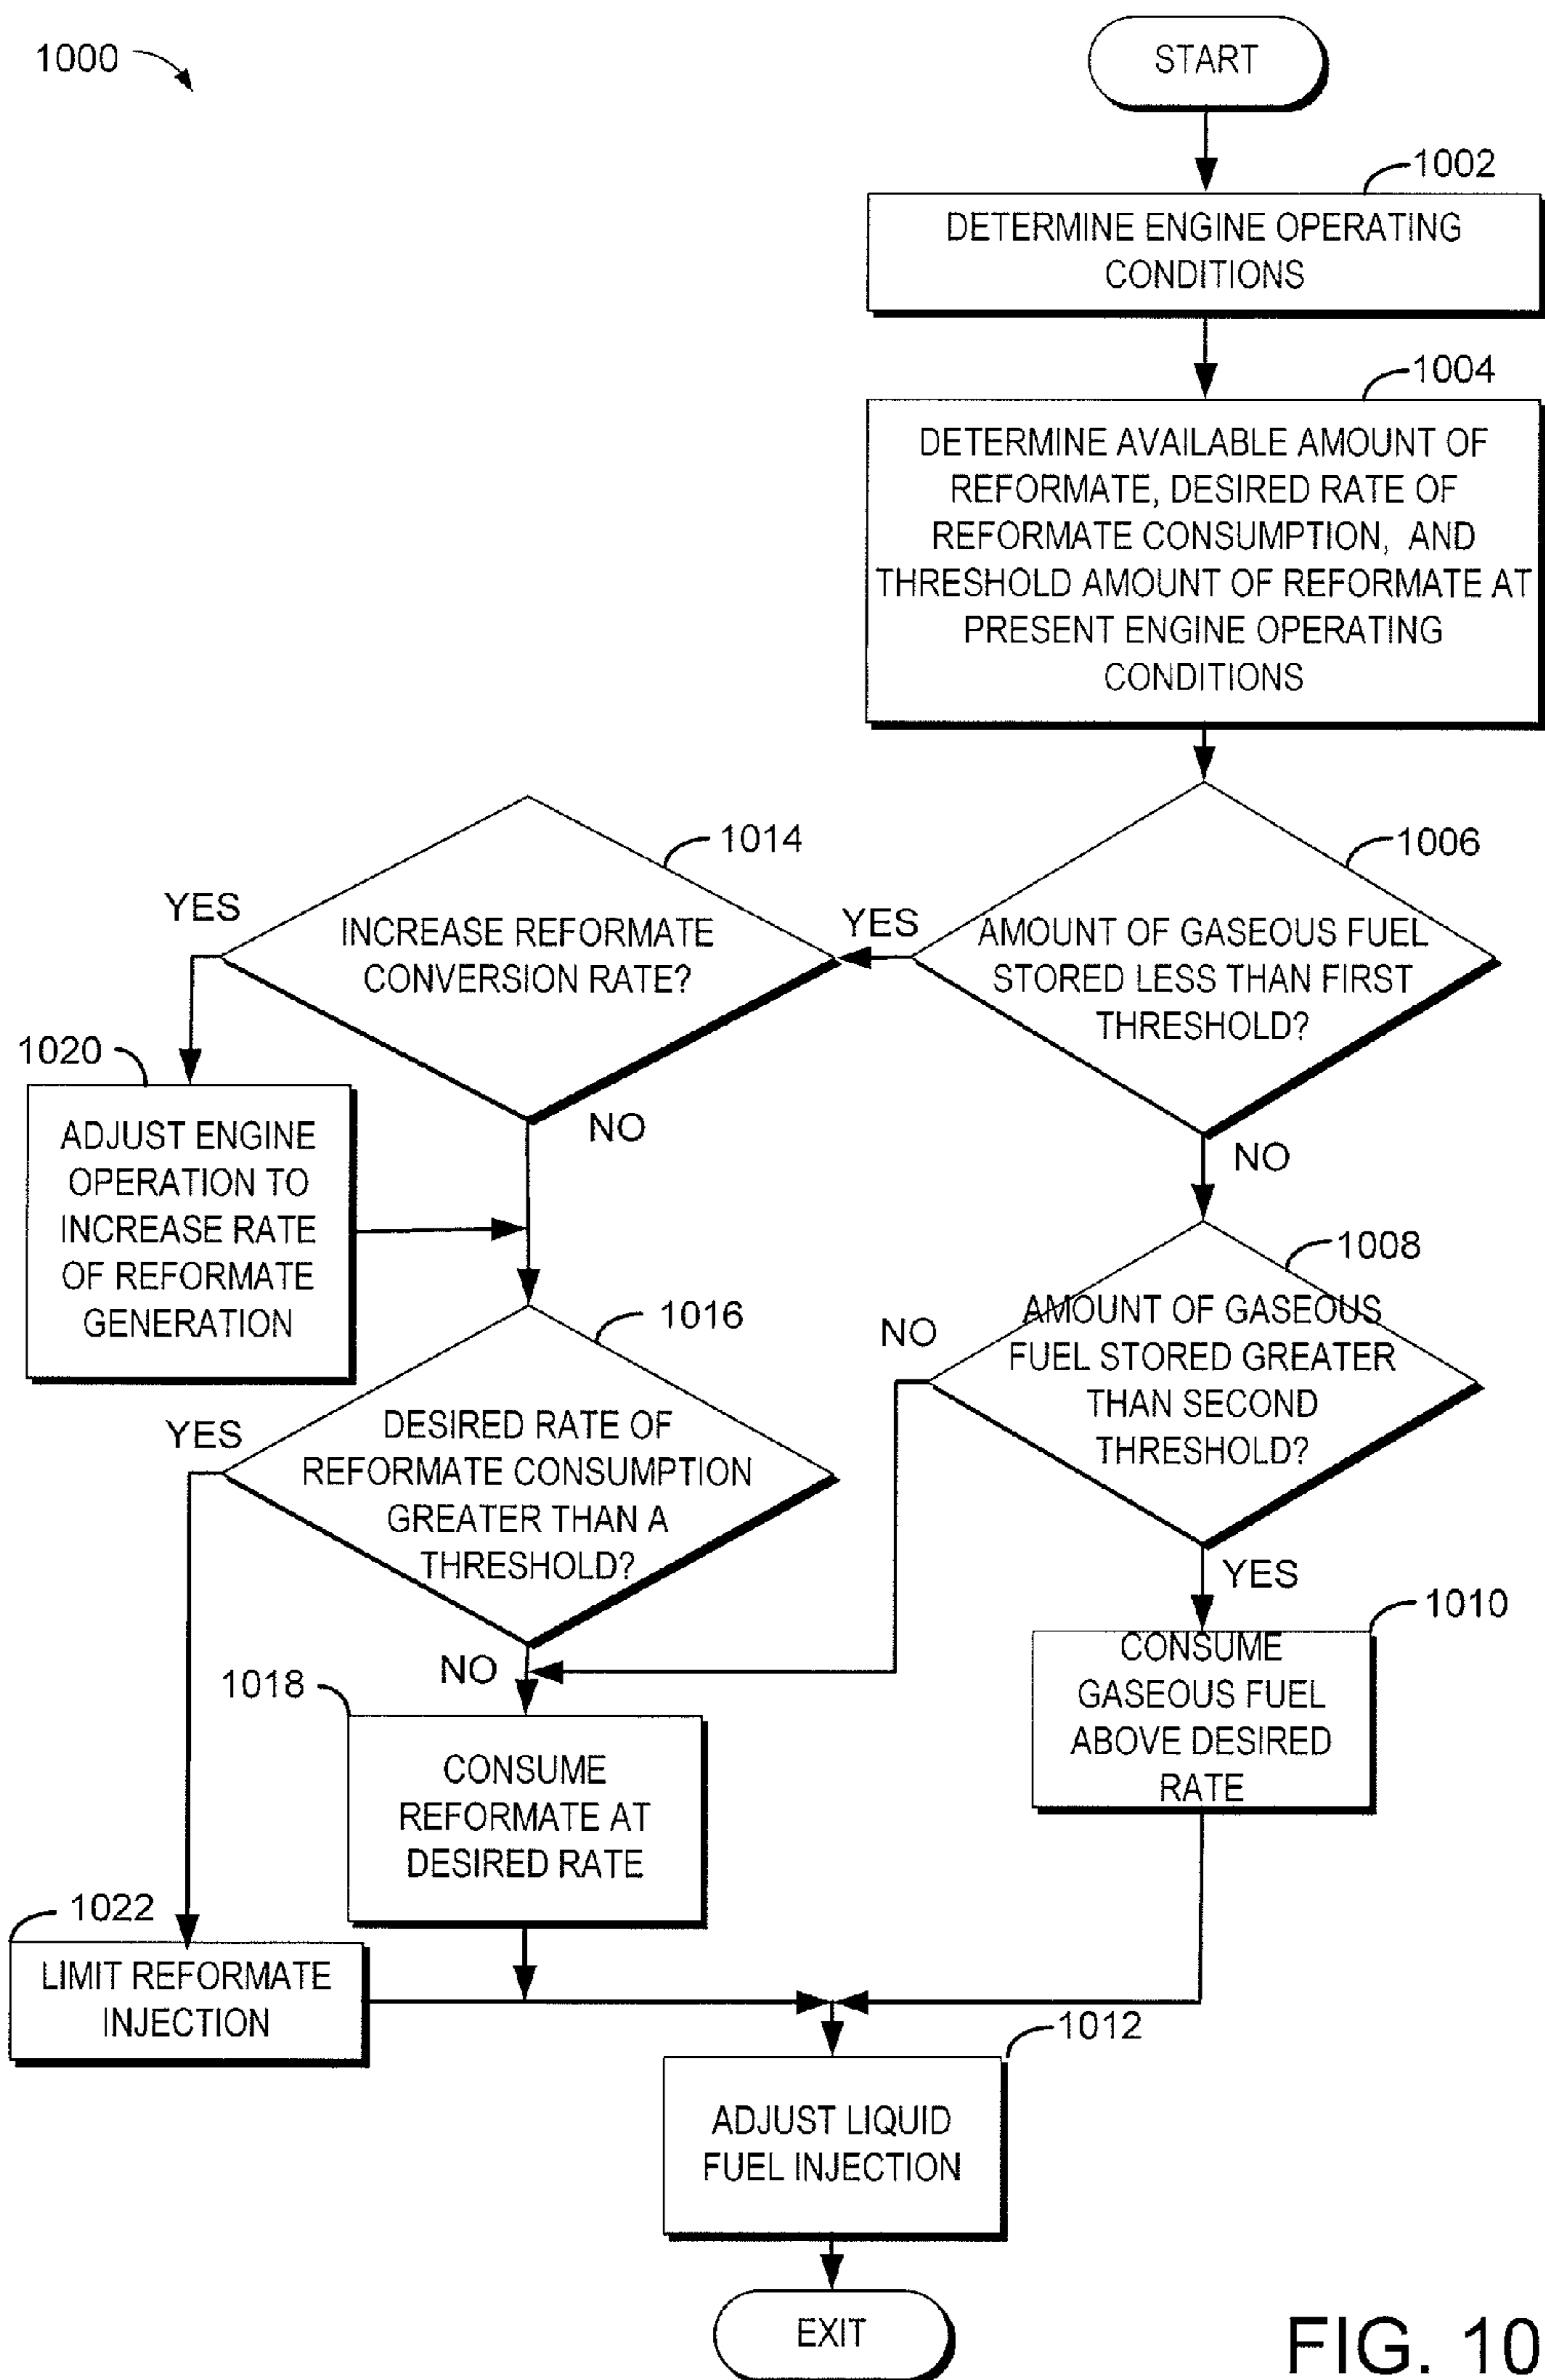 1000
START
1002
DETERMINE ENGINE OPERATING
CONDITIONS
1004
DETERMINE AVAILABLE AMOUNT OF
REFORMATE, DESIRED RATE OF
REFORMATE CONSUMPTION, AND
THRESHOLD AMOUNT OF REFORMATE AT
PRESENT ENGINE OPERATING
CONDITIONS
1006
AMOUNT OF GASEOUS FUEL
STORED LESS THAN FIRST
THRESHOLD?
YES
NO
1014
INCREASE REFORMATE
CONVERSION RATE?
YES
NO
1020
ADJUST ENGINE
OPERATION TO
INCREASE RATE
OF REFORMATE
GENERATION
1008
AMOUNT OF GASEOUS
FUEL STORED GREATER
THAN SECOND
THRESHOLD?
NO
YES
1016
DESIRED RATE OF
REFORMATE CONSUMPTION
GREATER THAN A
THRESHOLD?
YES
NO
1010
CONSUME
GASEOUS FUEL
ABOVE DESIRED
RATE
1018
CONSUME
REFORMATE AT
DESIRED RATE
1022
LIMIT REFORMATE
INJECTION
1012
ADJUST LIQUID
FUEL INJECTION
EXIT
FIG. 10